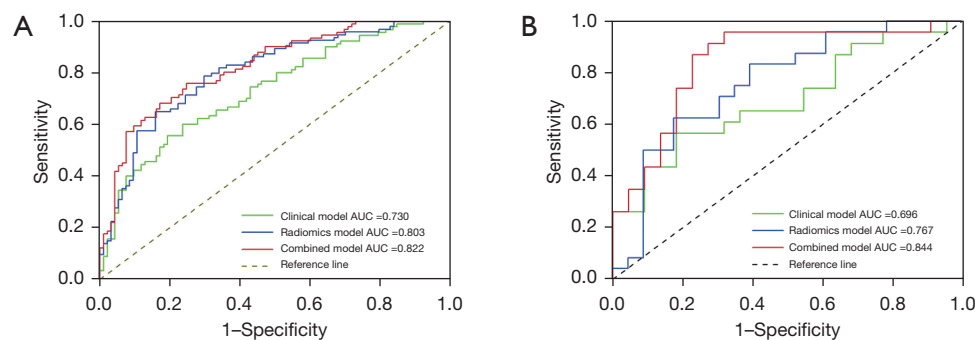 A
1.0
0.8
0.6
0.4
0.2
0.0
Sensitivity
0.0 0.2 0.4 0.6 0.8 1.0
1–Specificity
Clinical model AUC =0.730
Radiomics model AUC =0.803
Combined model AUC =0.822
Reference line
B
1.0
0.8
0.6
0.4
0.2
0.0
Sensitivity
0.0 0.2 0.4 0.6 0.8 1.0
1–Specificity
Clinical model AUC =0.696
Radiomics model AUC =0.767
Combined model AUC =0.844
Reference line